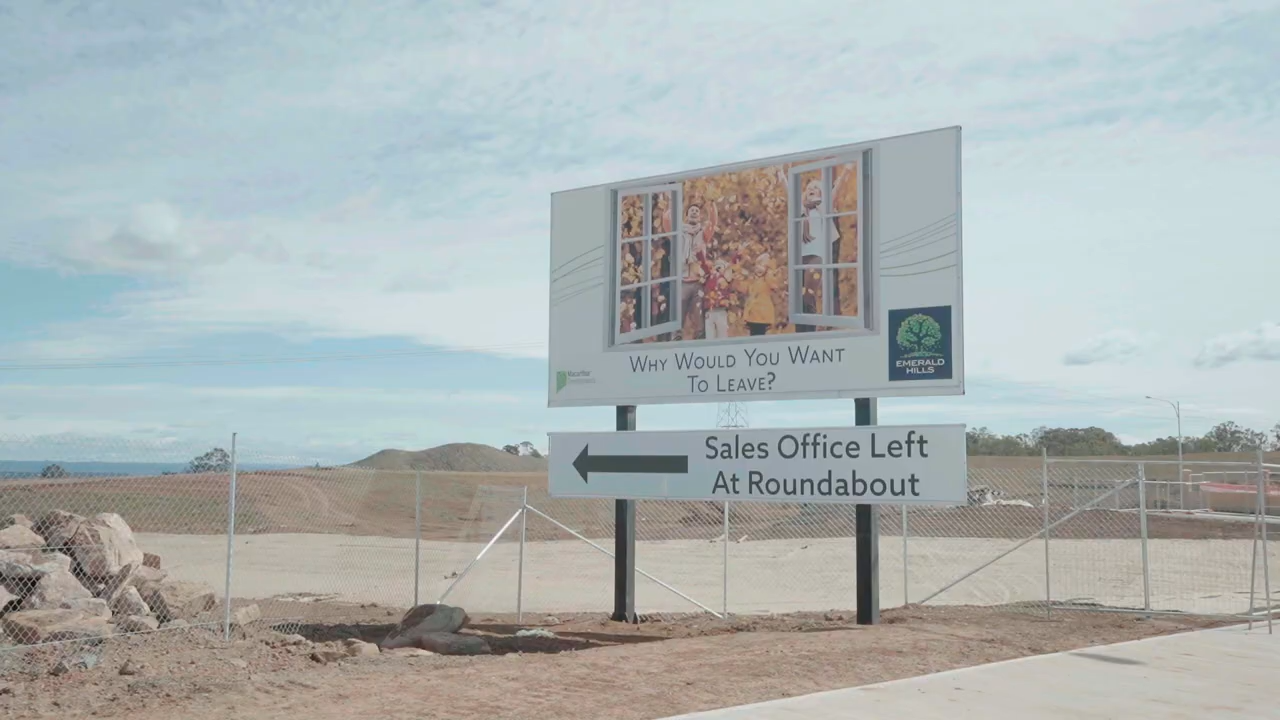 Why Would You Want
To Leave?
EMERALD
HILLS
Sales Office Left
At Roundabout